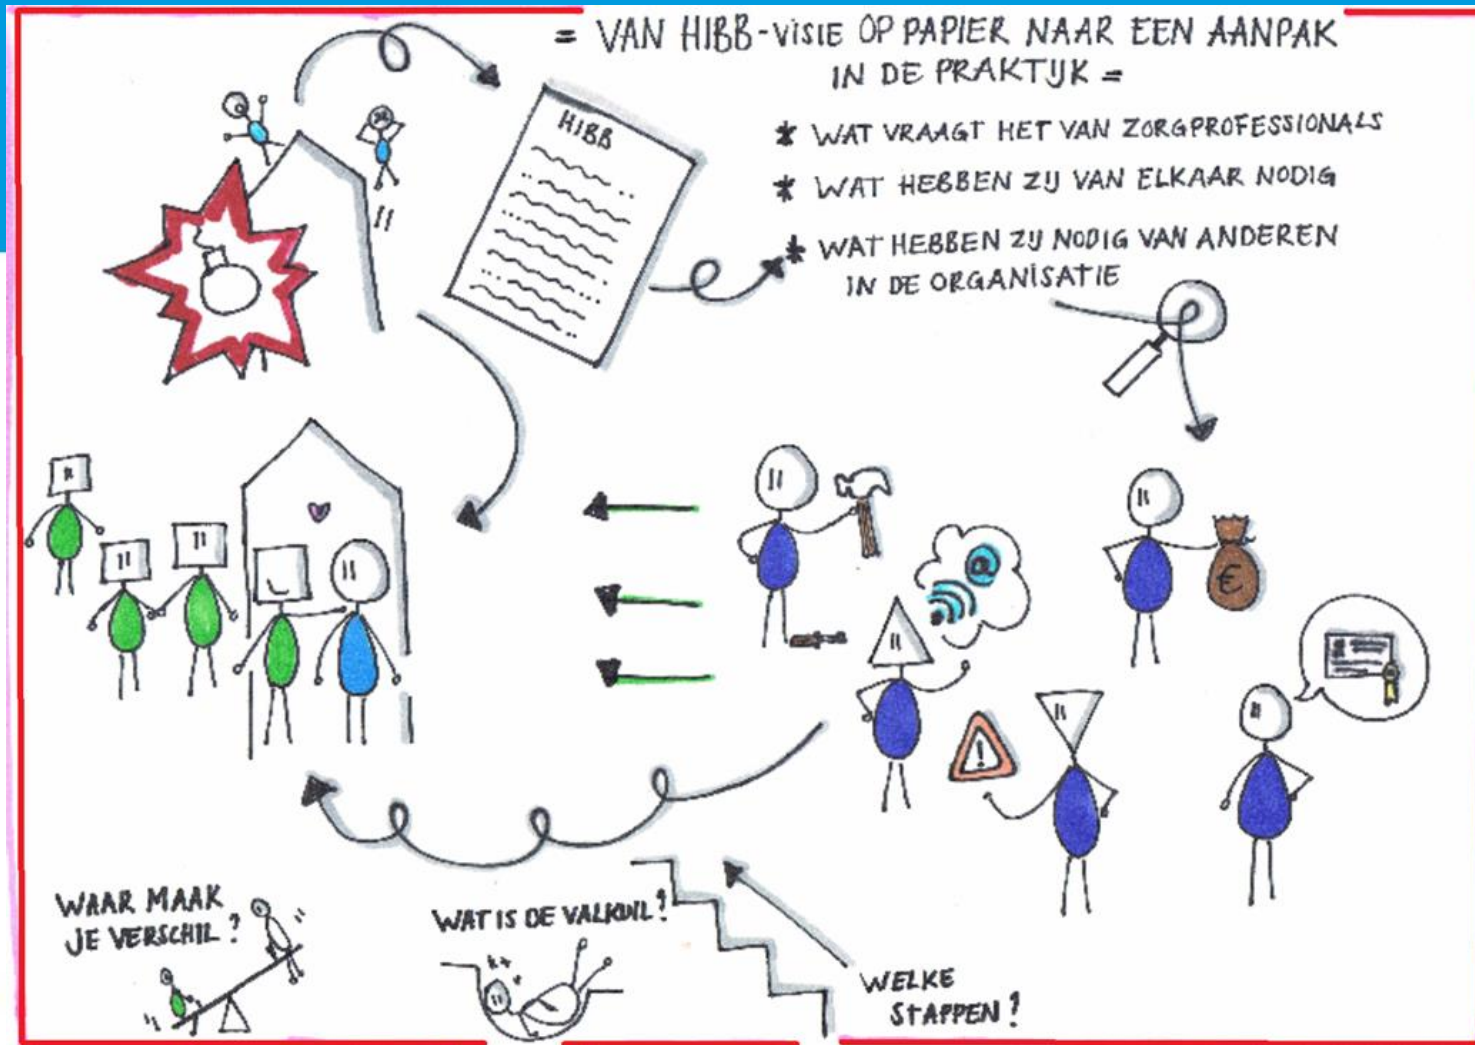 = VAN HIBB-VISIE OP PAPIER NAAR EEN AANPAK
IN DE PRAKTIJK =
* WAT VRAAGT HET VAN ZORGPROFESSIONALS
* WAT HEBBEN ZIJ VAN ELKAAR NODIG
* WAT HEBBEN ZIJ NODIG VAN ANDEREN
IN DE ORGANISATIE
HIBB
@
€
!
WAAR MAAK
JE VERSCHIL?
WAT IS DE VALKUIL?
WELKE
STAPPEN?